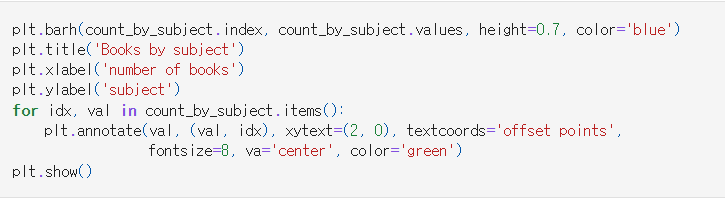 plt.barh(count_by_subject.index, count_by_subject.values, height=0.7, color='blue')
plt.title('Books by subject')
plt.xlabel('number of books')
plt.ylabel('subject')
for idx, val in count_by_subject.items():
    plt.annotate(val, (val, idx), xytext=(2, 0), textcoords='offset points',
                 fontsize=8, va='center', color='green')
plt.show()